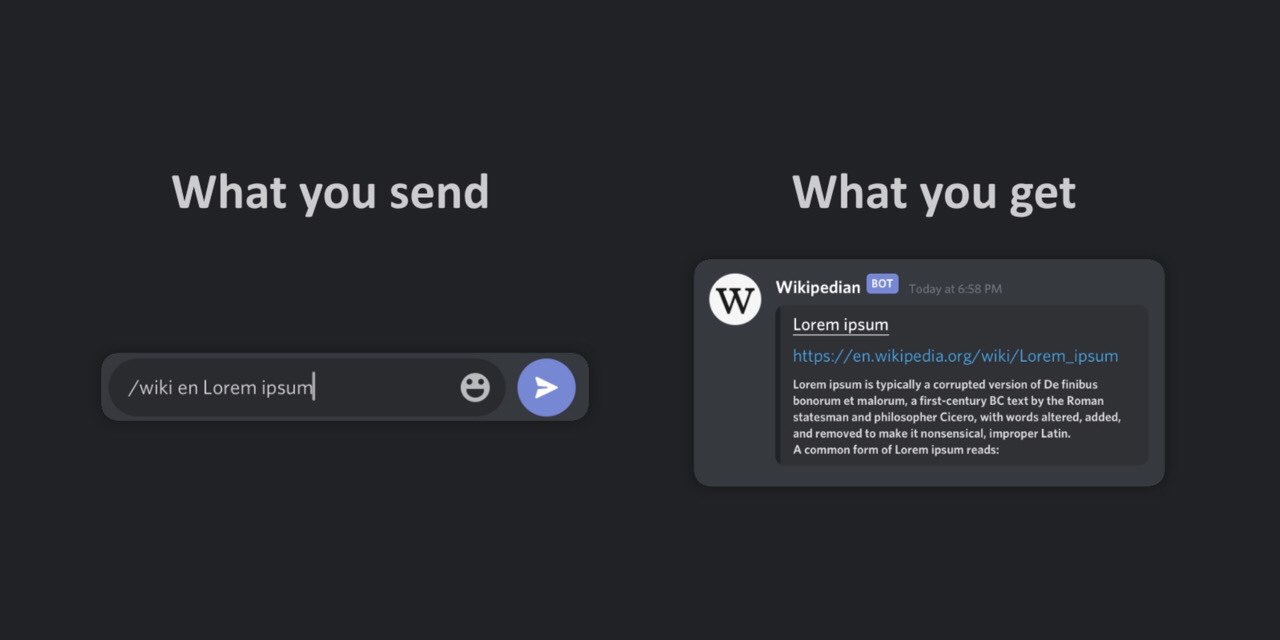 What you send
/wiki en Lorem ipsum
What you get
W
Wikipedian BOT Today at 6:58 PM
Lorem ipsum
https://en.wikipedia.org/wiki/Lorem_ipsum
Lorem ipsum is typically a corrupted version of De finibus
bonorum et malorum, a first-century BC text by the Roman
statesman and philosopher Cicero, with words altered, added,
and removed to make it nonsensical, improper Latin.
A common form of Lorem ipsum reads: